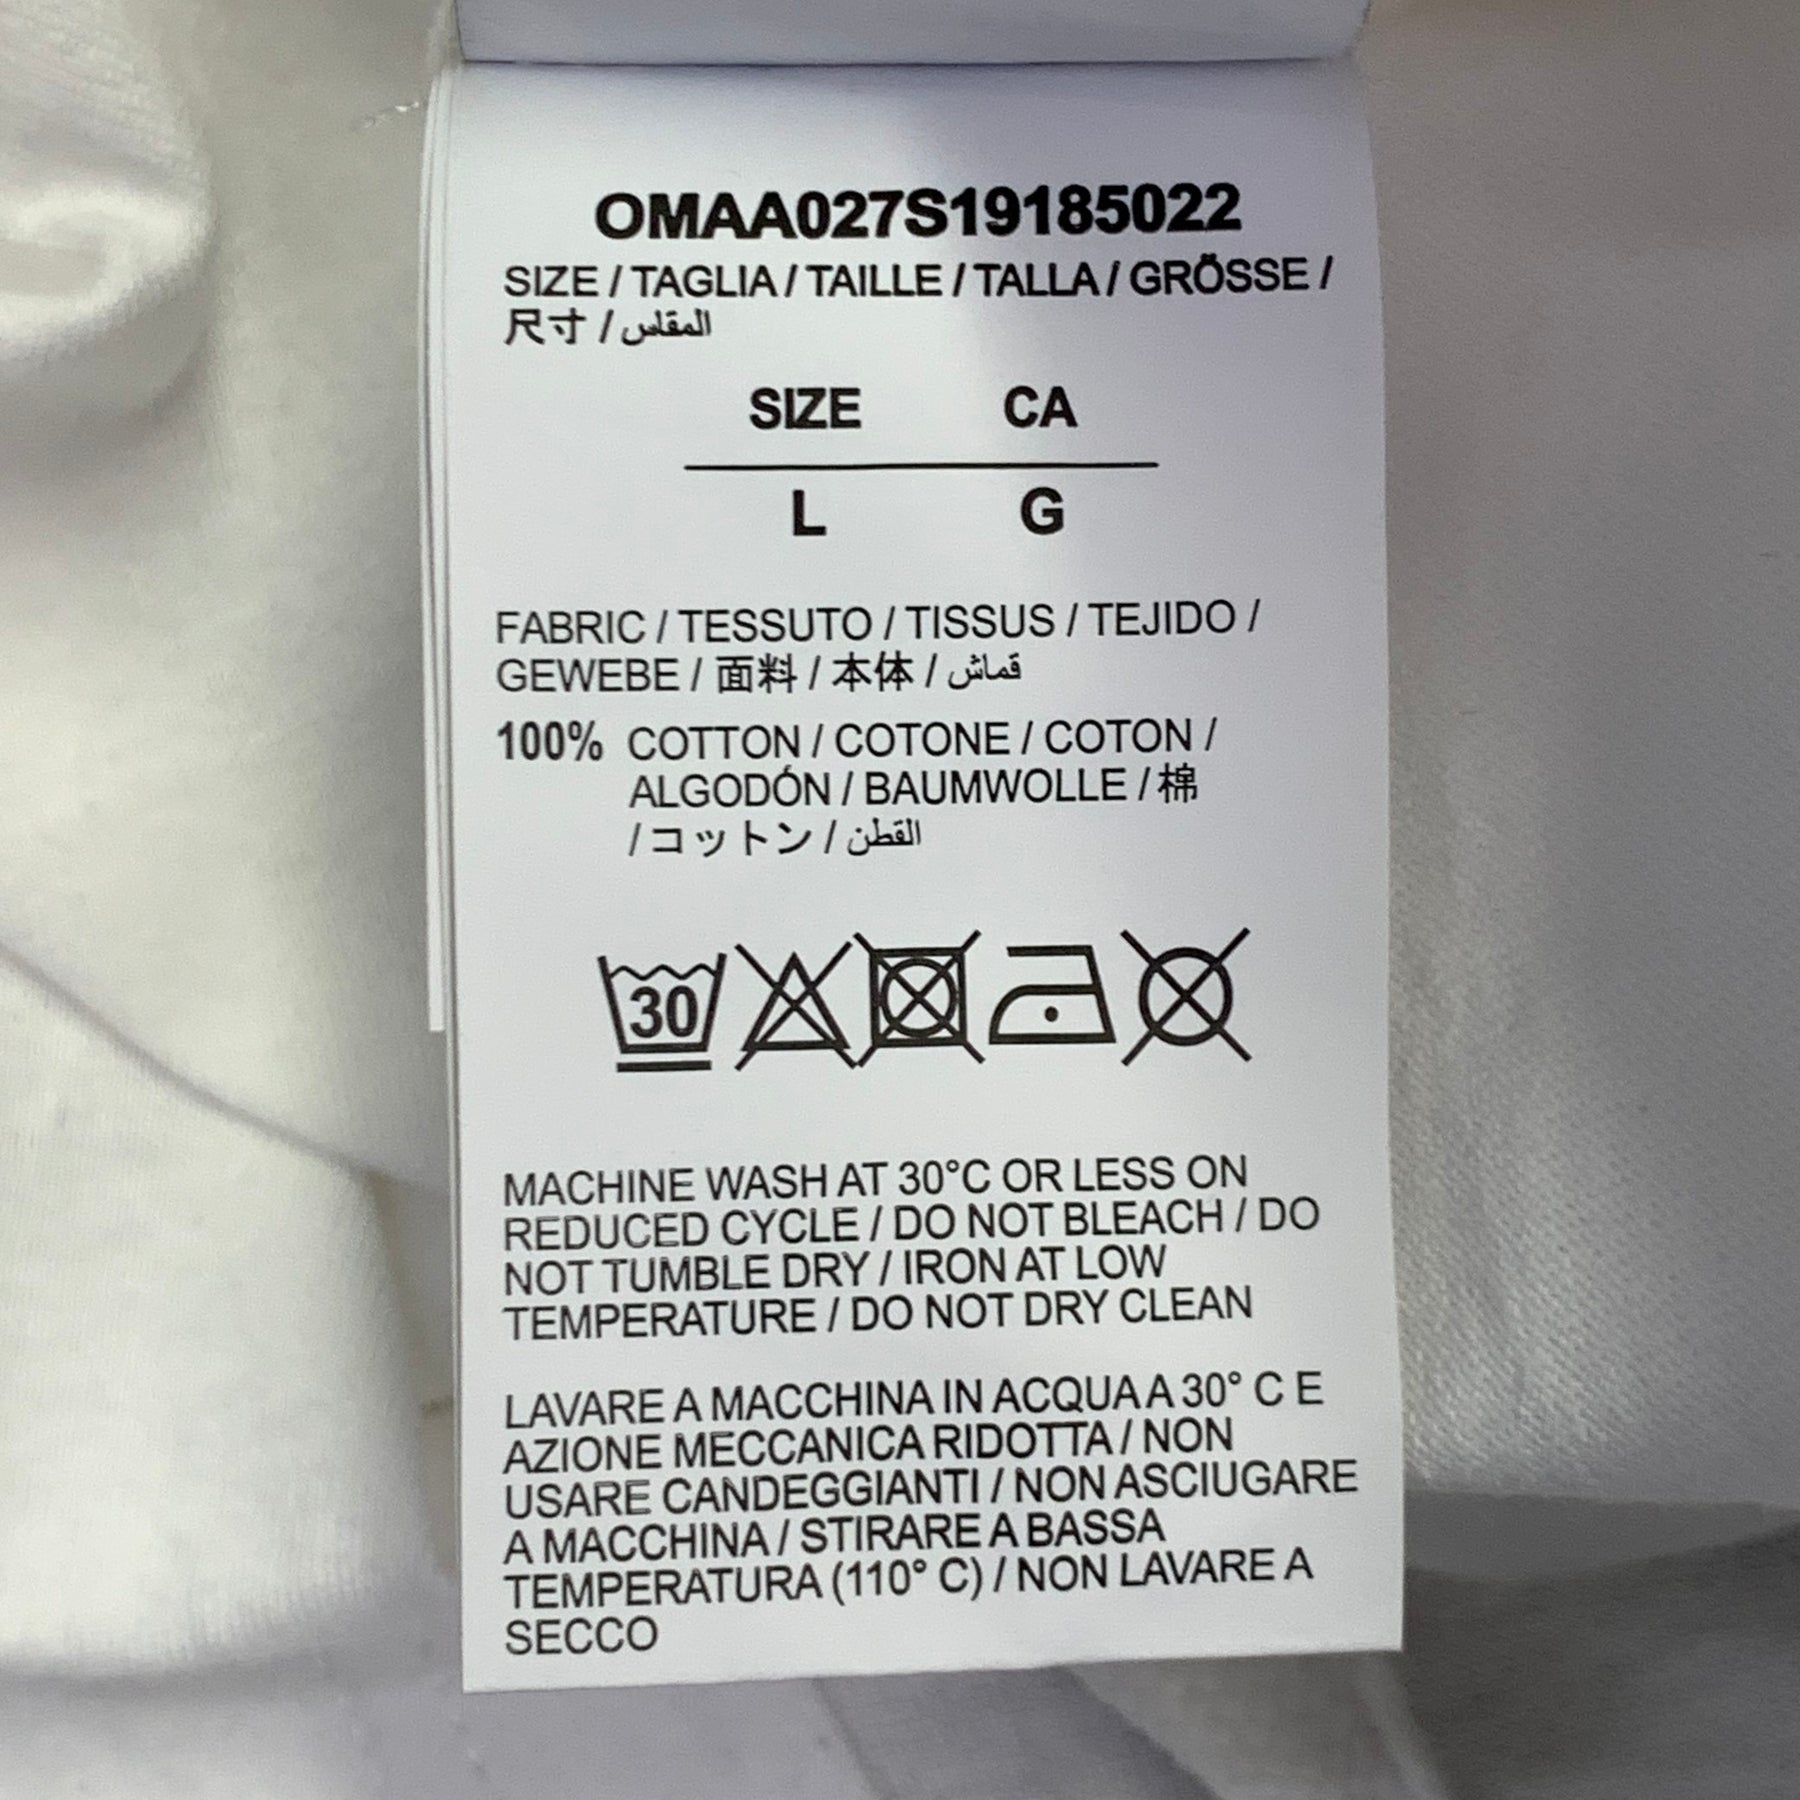 OMAA027S19185022
SIZE / TAGLIA / TAILLE / TALLA / GRÖSSE /
尺寸 / المقاس
SIZE CA
L G
FABRIC / TESSUTO / TISSUS / TEJIDO /
GEWEBE / 面料 / 本体 / قماش
100% COTTON / COTONE / COTON /
ALGODÓN / BAUMWOLLE / 棉
/ コットン / القطن
30
MACHINE WASH AT 30°C OR LESS ON
REDUCED CYCLE / DO NOT BLEACH / DO
NOT TUMBLE DRY / IRON AT LOW
TEMPERATURE / DO NOT DRY CLEAN
LAVARE A MACCHINA IN ACQUA A 30° C E
AZIONE MECCANICA RIDOTTA / NON
USARE CANDEGGIANTI / NON ASCIUGARE
A MACCHINA / STIRARE A BASSA
TEMPERATURA (110° C) / NON LAVARE A
SECCO